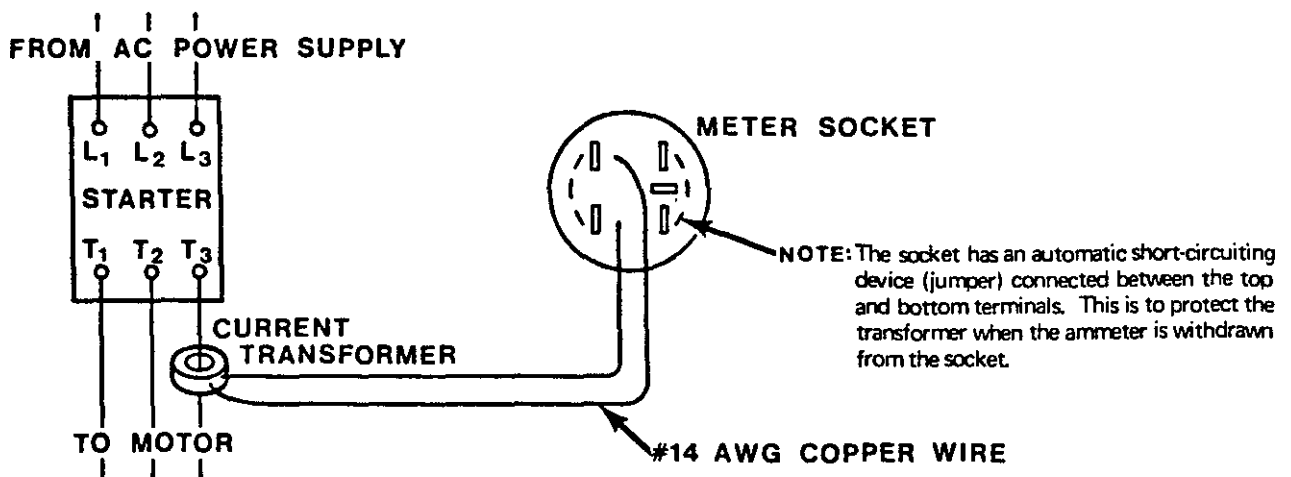 FROM AC POWER SUPPLY
L1 L2 L3
STARTER
T1 T2 T3
CURRENT
TRANSFORMER
TO MOTOR
METER SOCKET
NOTE: The socket has an automatic short-circuiting
device (jumper) connected between the top
and bottom terminals. This is to protect the
transformer when the ammeter is withdrawn
from the socket.
#14 AWG COPPER WIRE